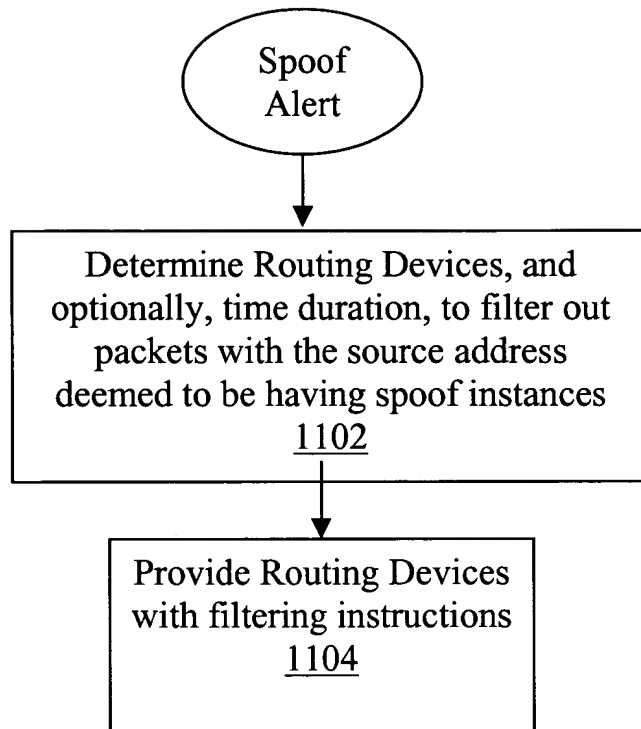 Spoof
Alert
Determine Routing Devices, and
optionally, time duration, to filter out
packets with the source address
deemed to be having spoof instances
1102
Provide Routing Devices
with filtering instructions
1104